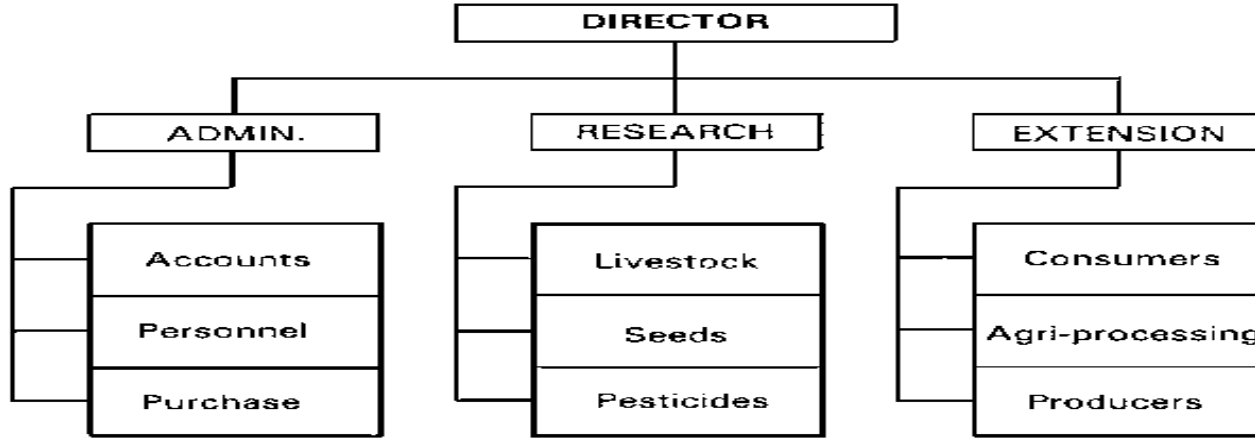 DIRECTOR
ADMIN.
RESEARCH
EXTENSION
Accounts
Livestock
Consumers
Personnel
Seeds
Agri-processing
Purchase
Pesticides
Producers